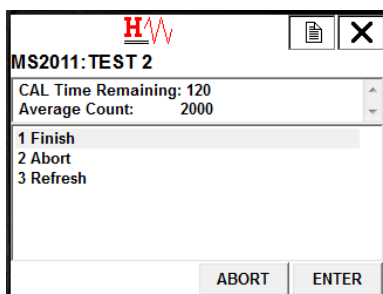 H
MS2011:TEST 2
CAL Time Remaining: 120
Average Count: 2000
1 Finish
2 Abort
3 Refresh
ABORT ENTER